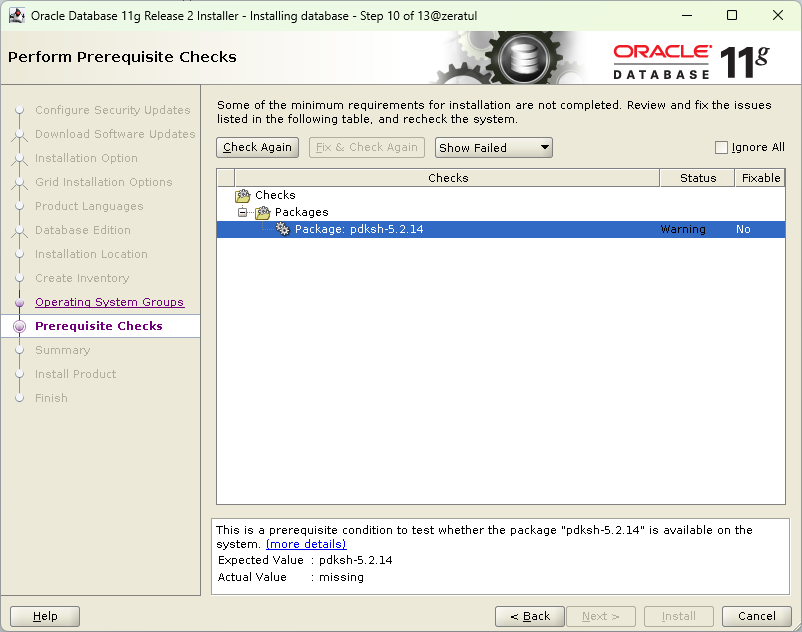 Oracle Database 11g Release 2 Installer - Installing database - Step 10 of 13@zeratul
Perform Prerequisite Checks
ORACLE
DATABASE
11g
Configure Security Updates
Download Software Updates
Installation Option
Grid Installation Options
Product Languages
Database Edition
Installation Location
Create Inventory
Operating System Groups
Prerequisite Checks
Summary
Install Product
Finish
Some of the minimum requirements for installation are not completed. Review and fix the issues
listed in the following table, and recheck the system.
Check Again Fix & Check Again Show Failed Ignore All
Checks Status Fixable
Checks
Packages
Package: pdksh-5.2.14 Warning No
This is a prerequisite condition to test whether the package "pdksh-5.2.14" is available on the
system. (more details)
Expected Value : pdksh-5.2.14
Actual Value : missing
Help < Back Next > Install Cancel